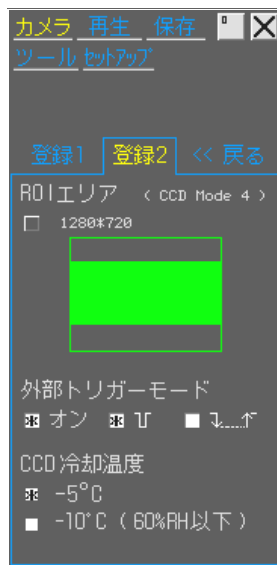 カメラ 再生 保存
ツール セットアップ
登録1 登録2 << 戻る
ROIエリア ( CCD Mode 4 )
1280*720
外部トリガーモード
オン
CCD冷却温度
-5°C
-10°C ( 60%RH以下 )